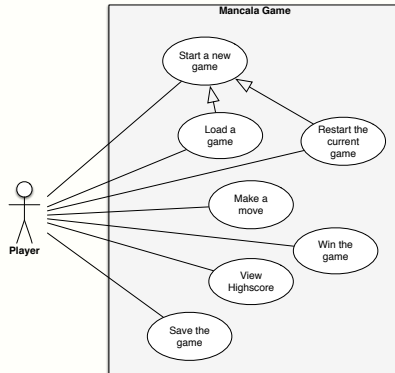 Mancala Game
Start a new
game
Load a
game
Restart the
current
game
Make a
move
Player
Win the
game
View
Highscore
Save the
game